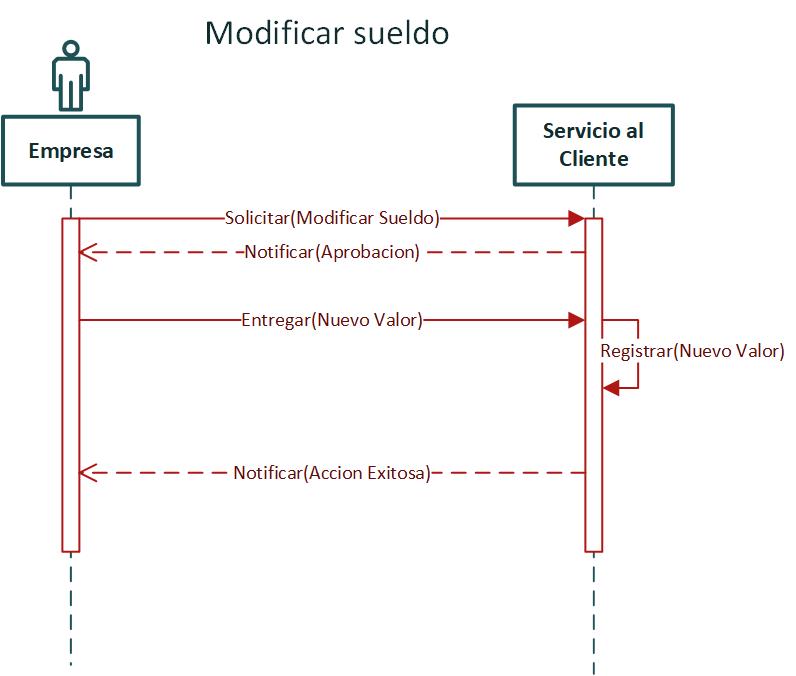 Modificar sueldo
Empresa
Servicio al
Cliente
Solicitar(Modificar Sueldo)
Notificar(Aprobacion)
Entregar(Nuevo Valor)
Registrar(Nuevo Valor)
Notificar(Accion Exitosa)